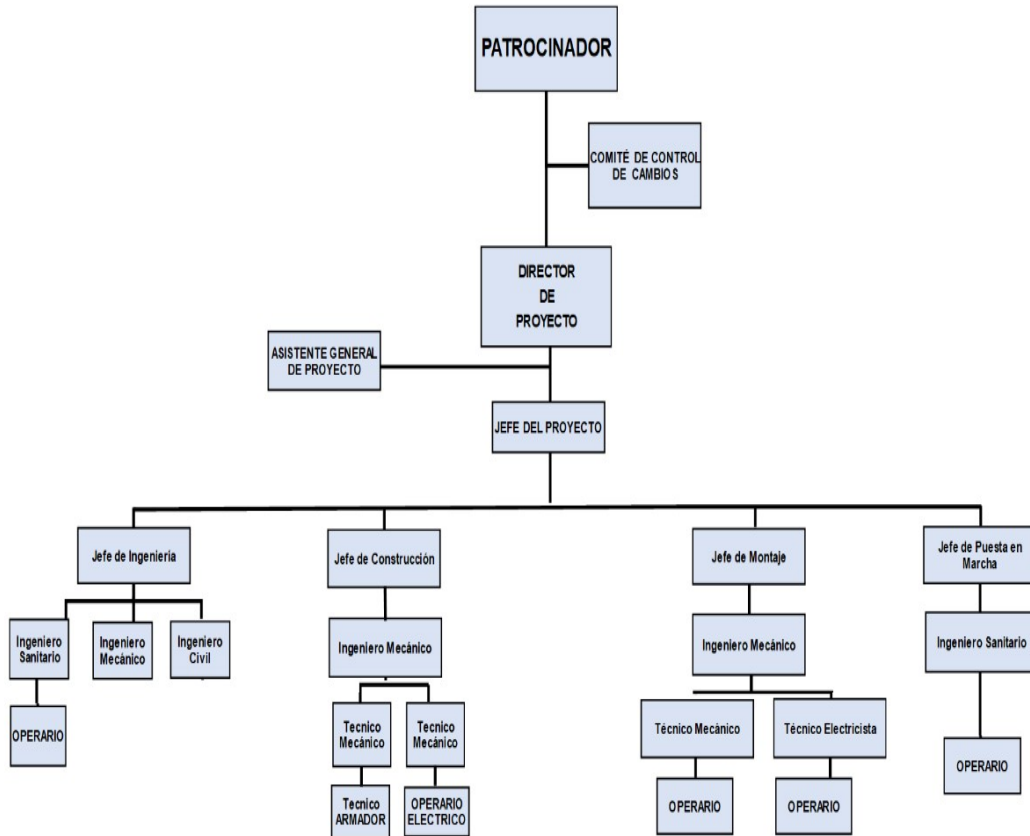 PATROCINADOR
COMITÉ DE CONTROL
DE CAMBIOS
DIRECTOR
DE
PROYECTO
ASISTENTE GENERAL
DE PROYECTO
JEFE DEL PROYECTO
Jefe de Ingeniería
Jefe de Construcción
Jefe de Montaje
Jefe de Puesta en
Marcha
Ingeniero
Sanitario
Ingeniero
Mecánico
Ingeniero
Civil
Ingeniero Mecánico
Ingeniero Mecánico
Ingeniero Sanitario
OPERARIO
Tecnico
Mecánico
Tecnico
Mecánico
Técnico Mecánico
Técnico Electricista
OPERARIO
Tecnico
ARMADOR
OPERARIO
ELECTRICO
OPERARIO
OPERARIO